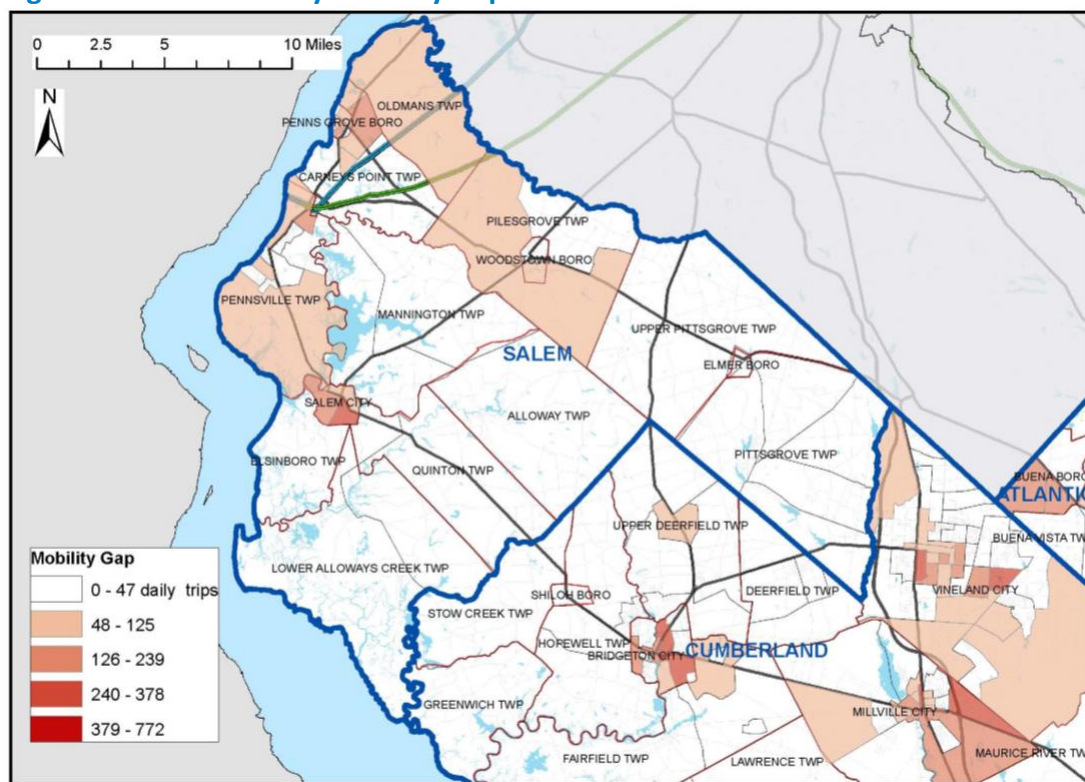 0 2.5 5 10 Miles
N
OLDMANS TWP
PENNS GROVE BORO
CARNEYS POINT TWP
PILESGROVE TWP
WOODSTOWN BORO
PENNSVILLE TWP
MANNINGTON TWP
UPPER PITTSGROVE TWP
SALEM
ELMER BORO
SALEM CITY
ALLOWAY TWP
ELSINBORO TWP
QUINTON TWP
PITTSGROVE TWP
BUENA BORO
ATLANTIC
UPPER DEERFIELD TWP
BUENA VISTA TW
LOWER ALLOWAYS CREEK TWP
SHILOH BORO
DEERFIELD TWP
VINELAND CITY
STOW CREEK TWP
HOPEWELL TWP
BRIDGETON CITY
CUMBERLAND
GREENWICH TWP
MILLVILLE CITY
FAIRFIELD TWP
LAWRENCE TWP
MAURICE RIVER TW
Mobility Gap
0 - 47 daily trips
48 - 125
126 - 239
240 - 378
379 - 772